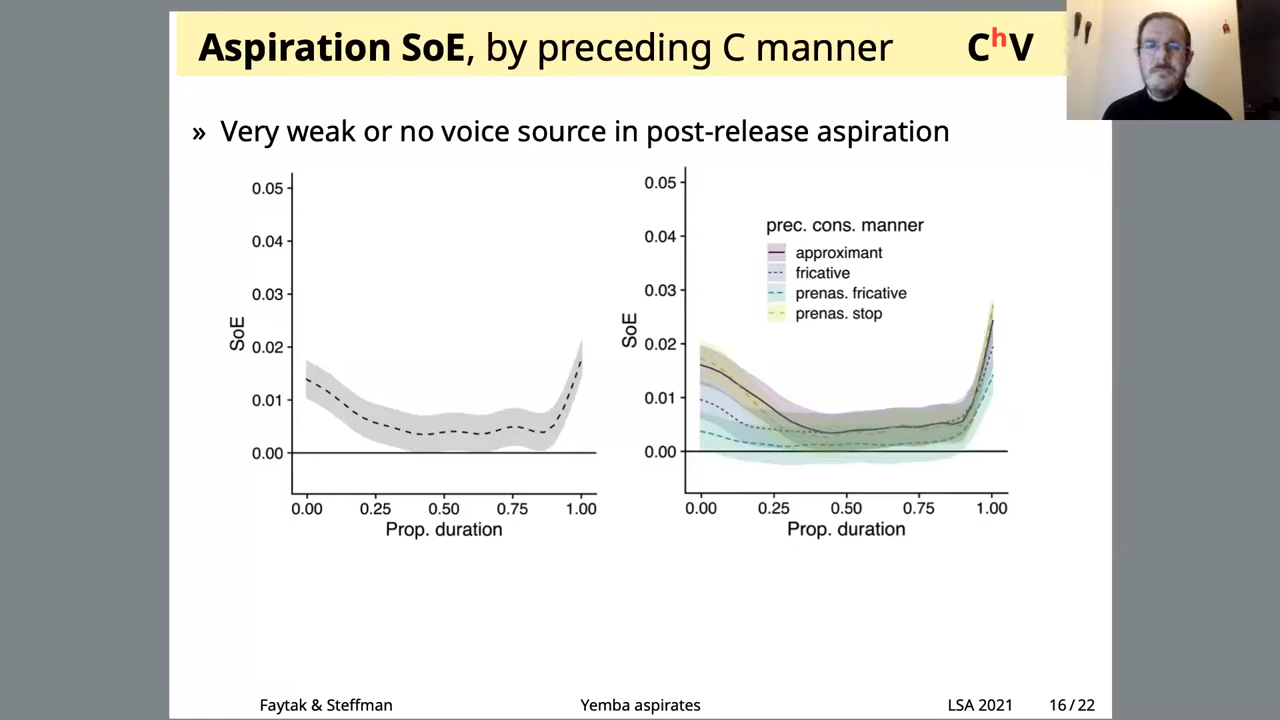 Aspiration SoE, by preceding C manner
CʰV
» Very weak or no voice source in post-release aspiration
0.05
0.04
0.03
0.02
0.01
0.00
SoE
0.00 0.25 0.50 0.75 1.00
Prop. duration
0.05
0.04
0.03
0.02
0.01
0.00
SoE
prec. cons. manner
approximant
fricative
prenas. fricative
prenas. stop
0.00 0.25 0.50 0.75 1.00
Prop. duration
Faytak & Steffman Yemba aspirates LSA 2021 16 / 22